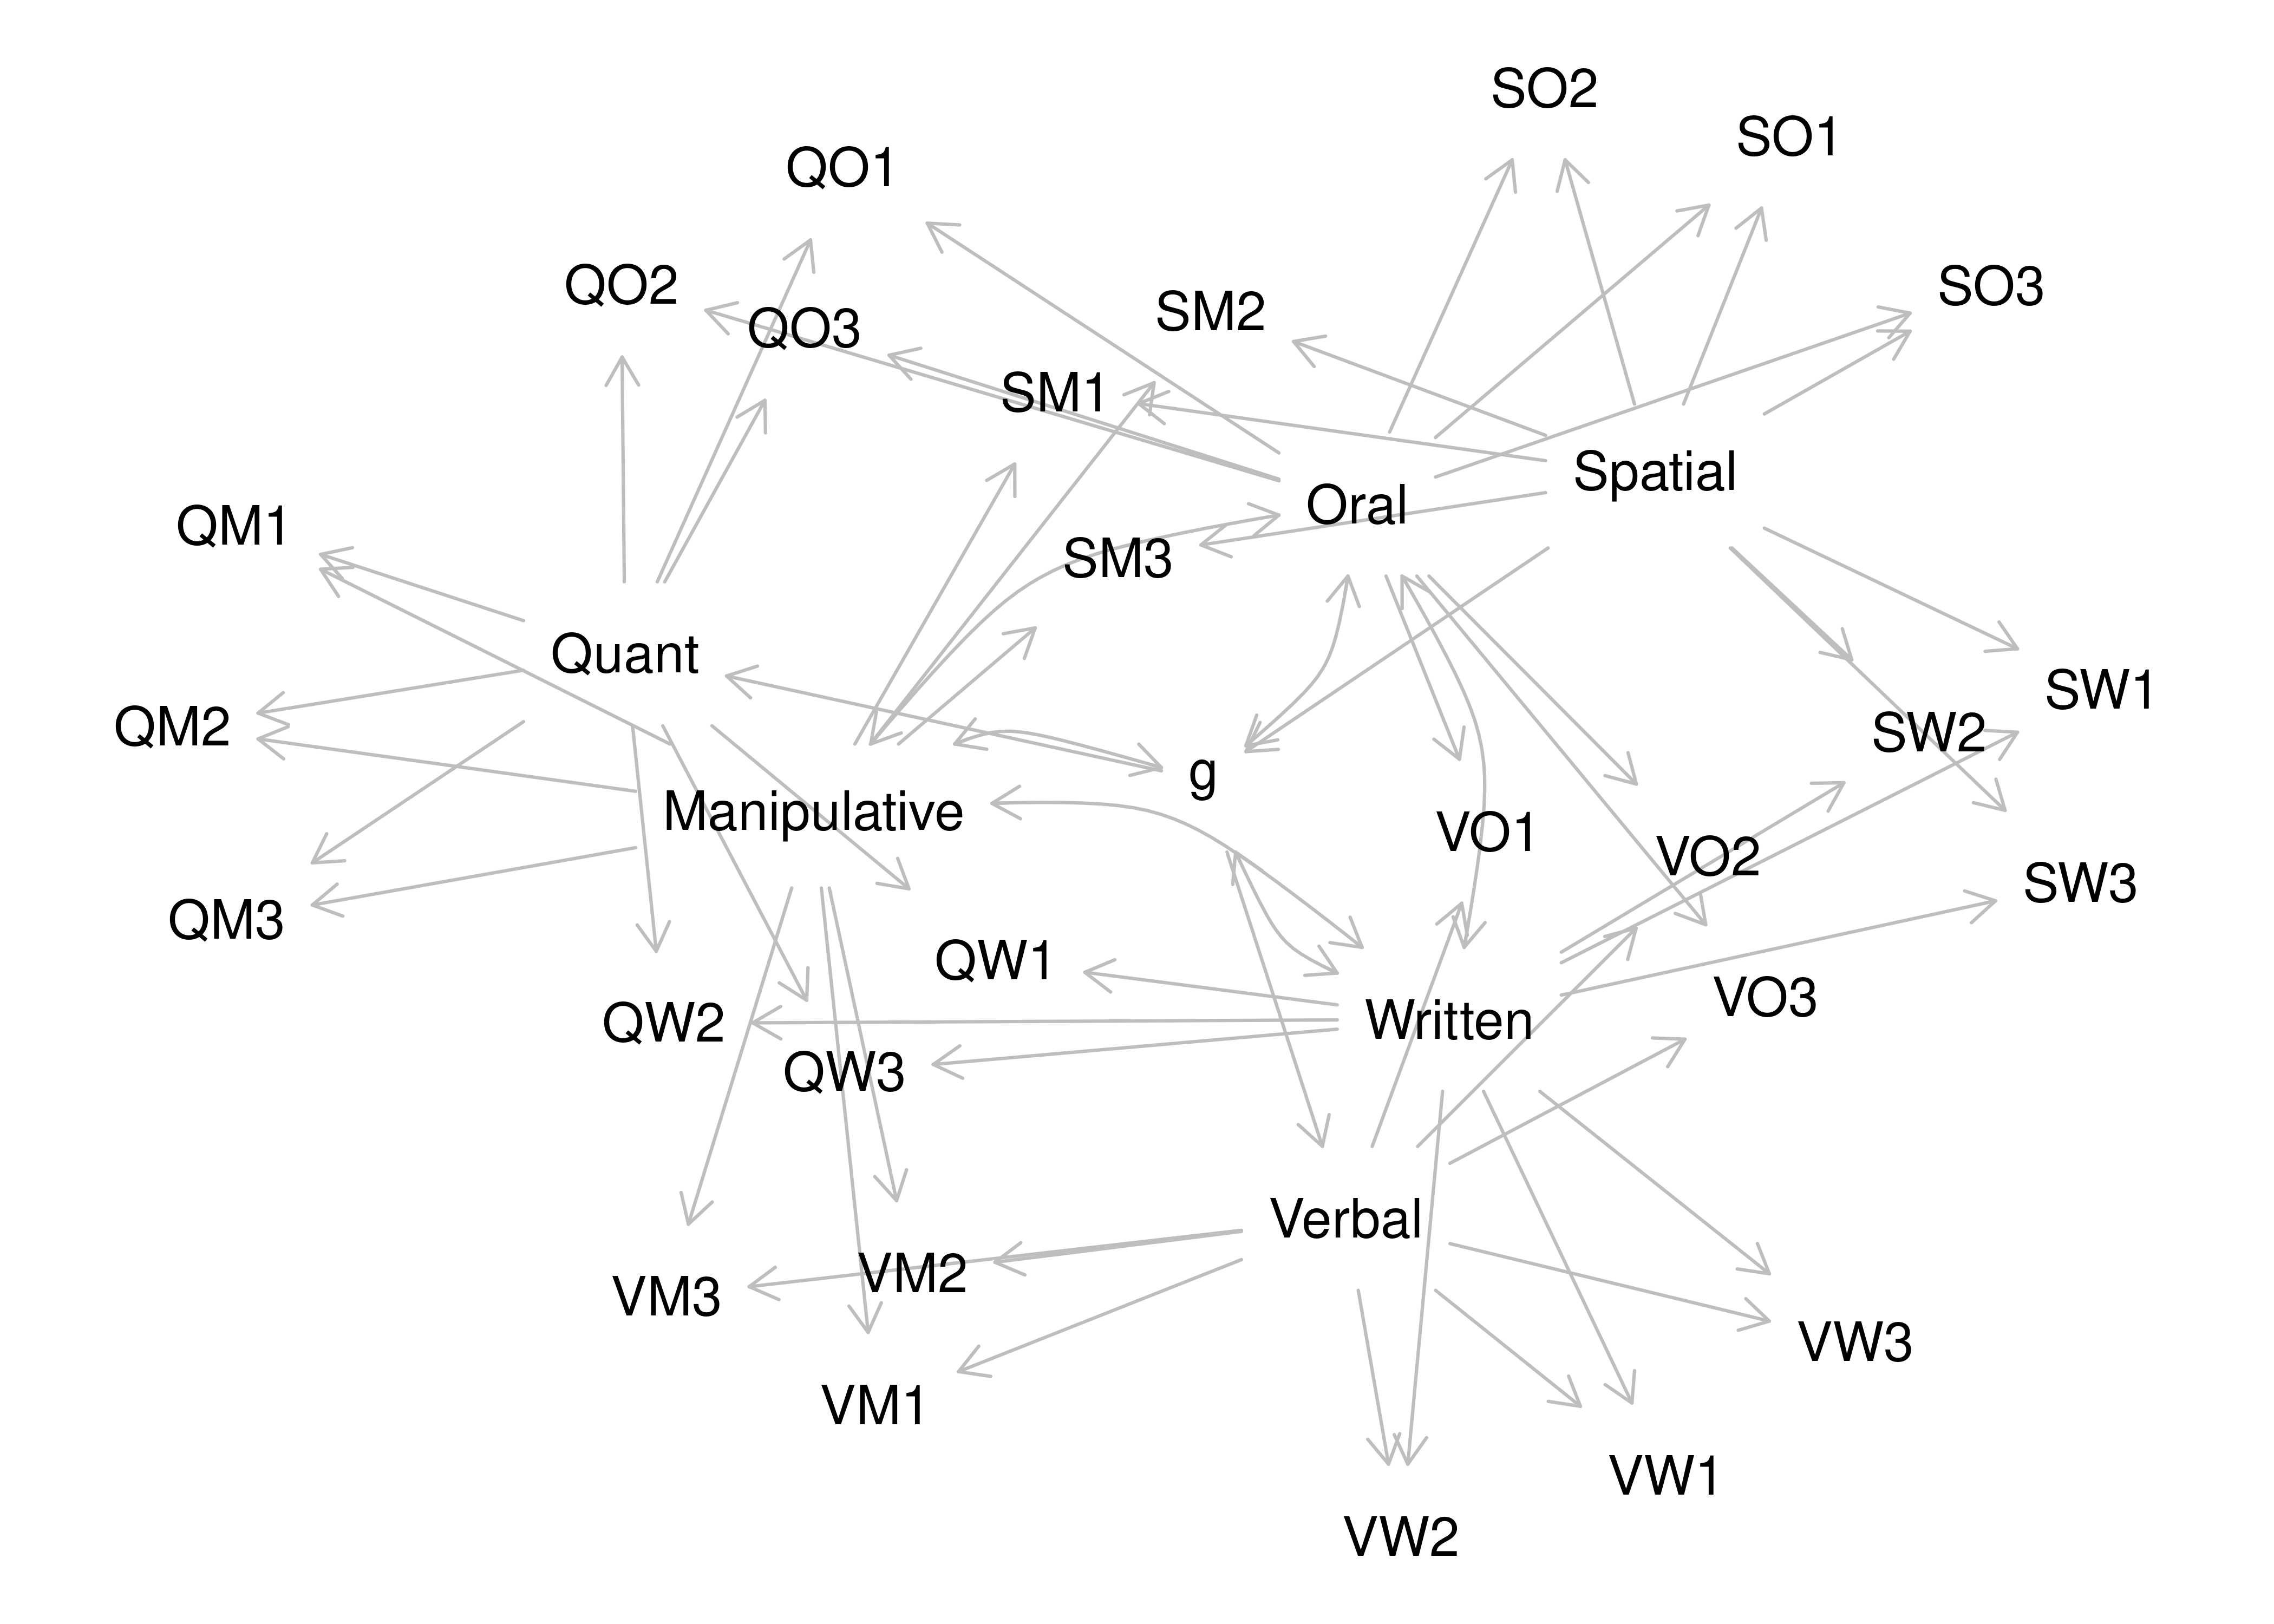 SO2
SO1
QO1
QO2
SO3
SM2
QO3
SM1
Spatial
Oral
QM1
SM3
Quant
SW1
QM2
SW2
g
Manipulative
VO1
VO2
SW3
QM3
QW1
VO3
QW2
Written
QW3
Verbal
VM2
VM3
VW3
VM1
VW1
VW2